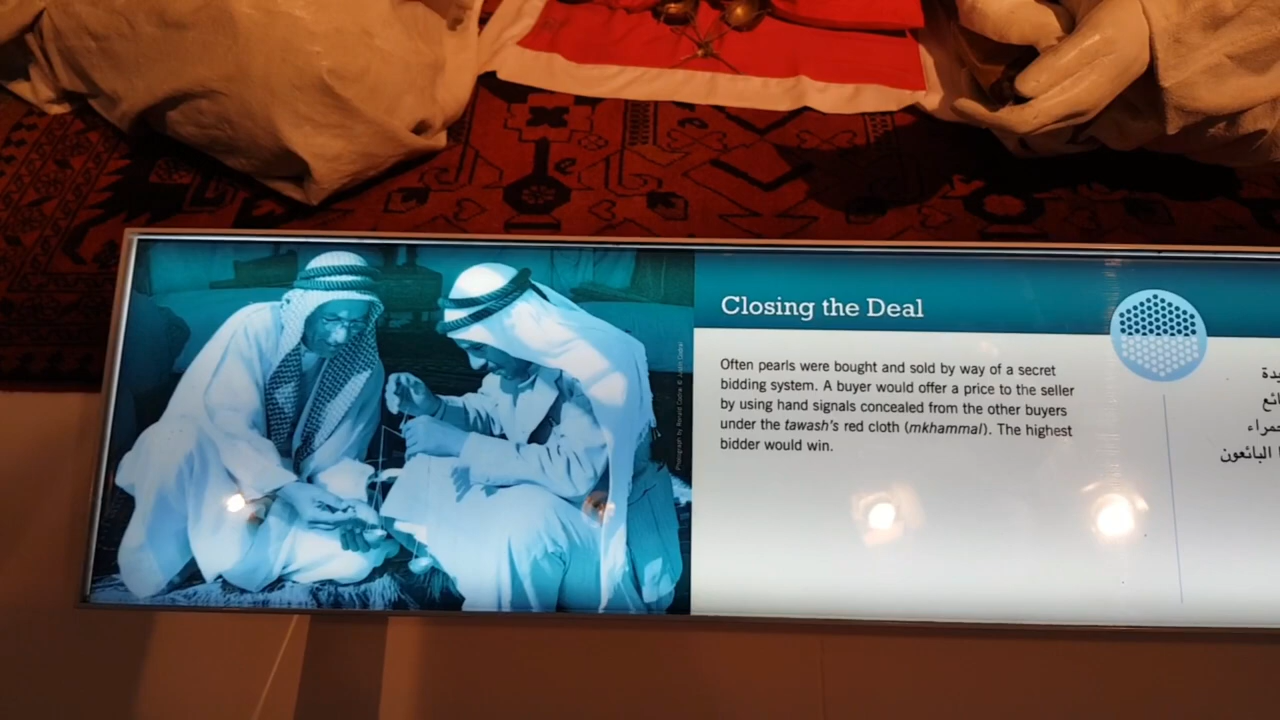 Closing the Deal
Often pearls were bought and sold by way of a secret
bidding system. A buyer would offer a price to the seller
by using hand signals concealed from the other buyers
under the tawash's red cloth (mkhammal). The highest
bidder would win.
البائعون